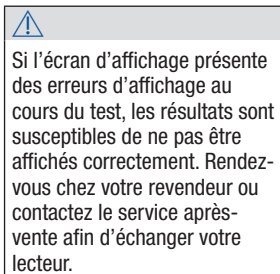 Si l'écran d'affichage présente
des erreurs d'affichage au
cours du test, les résultats sont
susceptibles de ne pas être
affichés correctement. Rendez-
vous chez votre revendeur ou
contactez le service après-
vente afin d'échanger votre
lecteur.